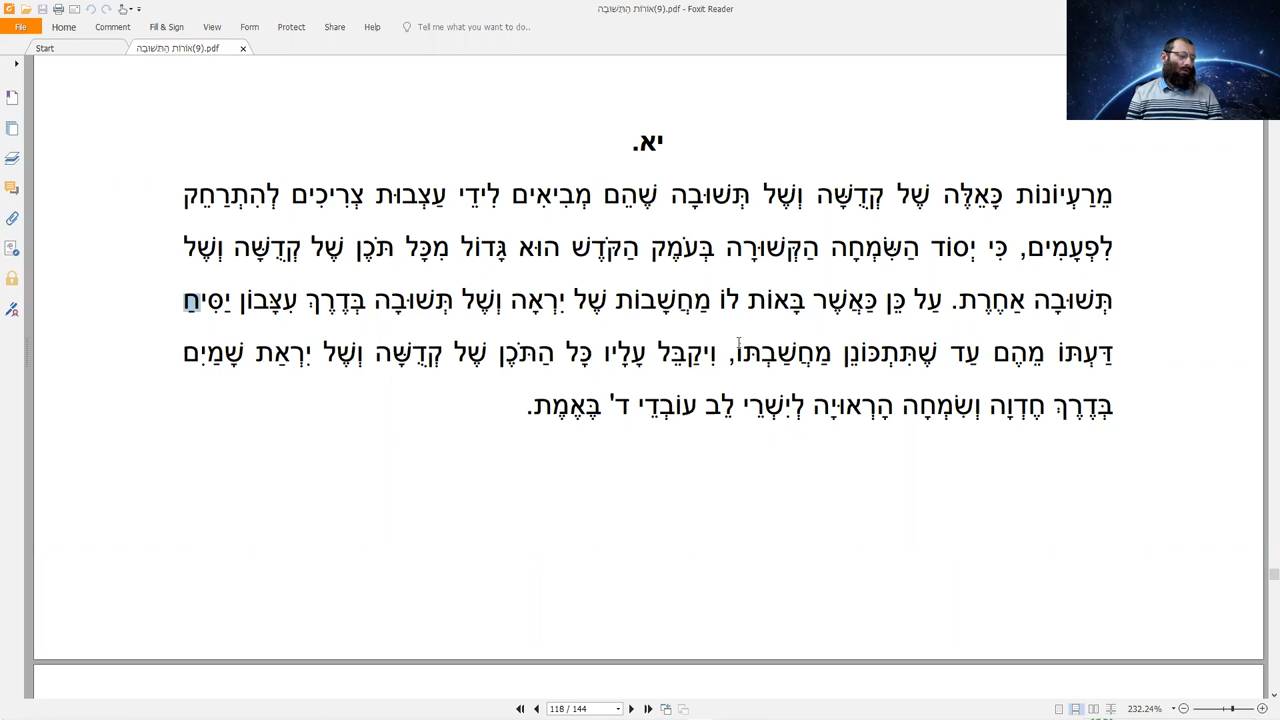 אורות התשובה(9).pdf - Foxit Reader
File Home Comment Fill & Sign View Form Protect Share Help Tell me what you want to do..
Start אורות התשובה(9).pdf
יא.
מֵרַעְיוֹנוֹת כָּאֵלֶּה שֶׁל קְדֻשָּׁה וְשֶׁל תְּשׁוּבָה שֶׁהֵם מְבִיאִים לִידֵי עַצְבוּת צְרִיכִים לְהִתְרַחֵק
לִפְעָמִים, כִּי יְסוֹד הַשִּׂמְחָה הַקְּשׁוּרָה בְּעֹמֶק הַקֹּדֶשׁ הוּא גָּדוֹל מִכָּל תֹּכֶן שֶׁל קְדֻשָּׁה וְשֶׁל
תְּשׁוּבָה אַחֶרֶת. עַל כֵּן כַּאֲשֶׁר בָּאוֹת לוֹ מַחֲשָׁבוֹת שֶׁל יִרְאָה וְשֶׁל תְּשׁוּבָה בְּדֶרֶךְ עִצָּבוֹן יַסִּיחַ
דַּעְתּוֹ מֵהֶם עַד שֶׁתִּתְכּוֹנֵן מַחֲשַׁבְתּוֹ, וִיקַבֵּל עָלָיו כָּל הַתֹּכֶן שֶׁל קְדֻשָּׁה וְשֶׁל יִרְאַת שָׁמַיִם
בְּדֶרֶךְ חֶדְוָה וְשִׂמְחָה הָרְאוּיָה לְיִשְׁרֵי לֵב עוֹבְדֵי ד' בֶּאֱמֶת.
118 / 144 232.24%